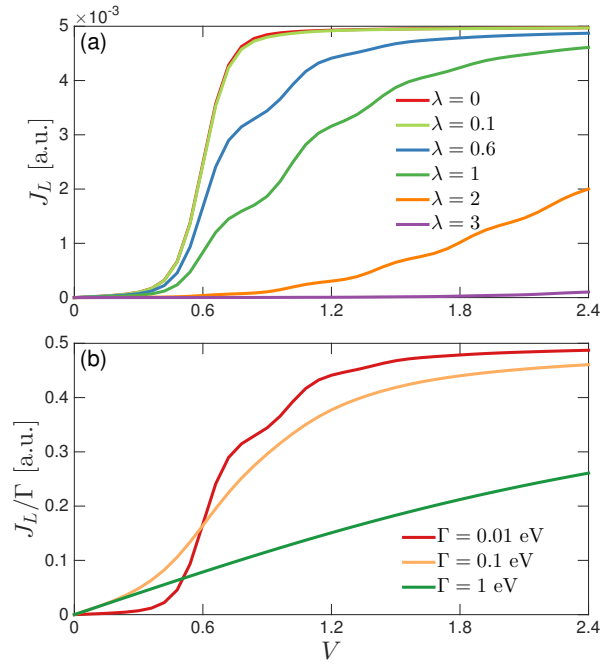 ×10⁻³
(a)
5
4
3
2
1
0
J_L [a.u.]
λ = 0
λ = 0.1
λ = 0.6
λ = 1
λ = 2
λ = 3
0 0.6 1.2 1.8 2.4
(b)
0.5
0.4
0.3
0.2
0.1
0
J_L/Γ [a.u.]
Γ = 0.01 eV
Γ = 0.1 eV
Γ = 1 eV
0 0.6 1.2 1.8 2.4
V